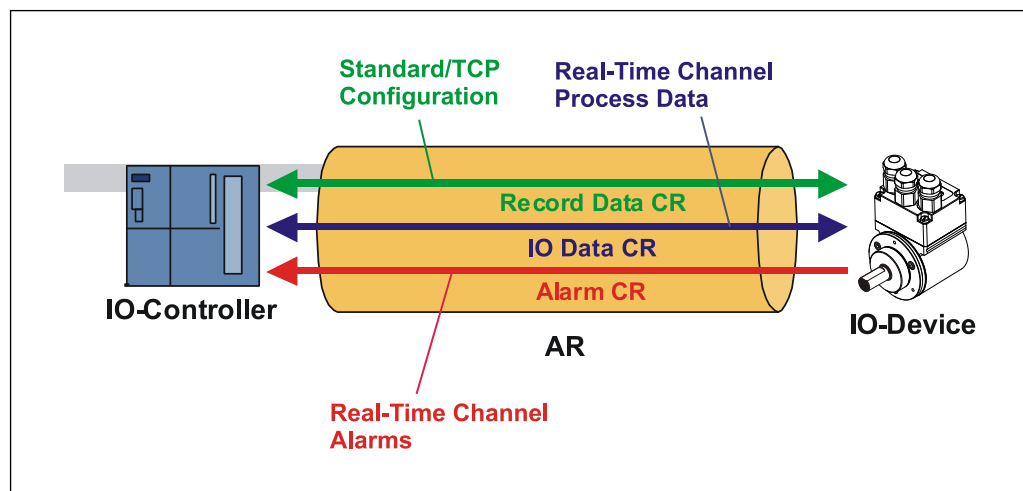 Standard/TCP
Configuration
Real-Time Channel
Process Data
Record Data CR
IO Data CR
Alarm CR
IO-Controller
IO-Device
AR
Real-Time Channel
Alarms